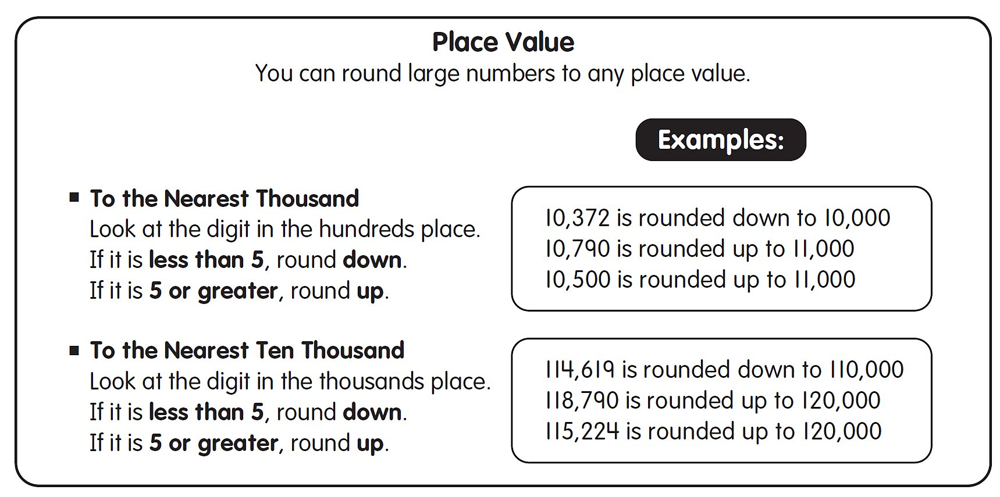 Place Value
You can round large numbers to any place value.
Examples:
■ To the Nearest Thousand
Look at the digit in the hundreds place.
If it is less than 5, round down.
If it is 5 or greater, round up.
10,372 is rounded down to 10,000
10,790 is rounded up to 11,000
10,500 is rounded up to 11,000
■ To the Nearest Ten Thousand
Look at the digit in the thousands place.
If it is less than 5, round down.
If it is 5 or greater, round up.
114,619 is rounded down to 110,000
118,790 is rounded up to 120,000
115,224 is rounded up to 120,000